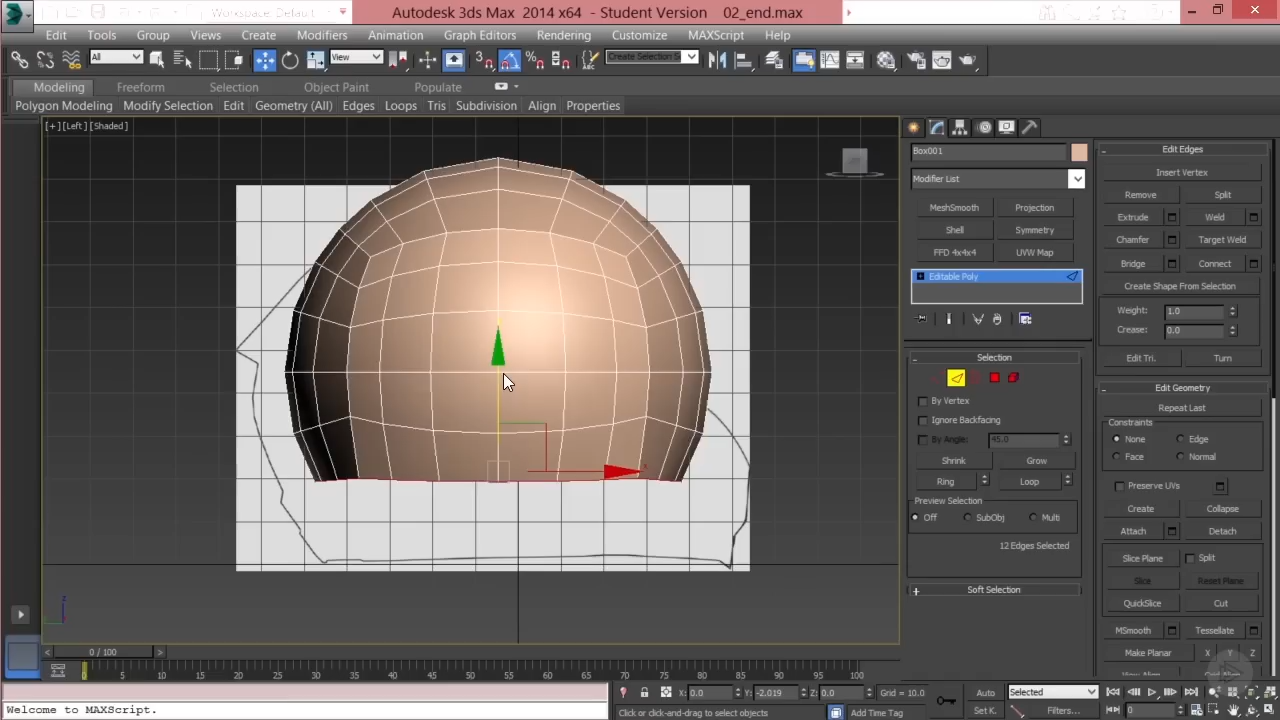 Workspace: Default
Autodesk 3ds Max 2014 x64 - Student Version 02_end.max
Edit Tools Group Views Create Modifiers Animation Graph Editors Rendering Customize MAXScript Help
All View Create Selection Se
Modeling Freeform Selection Object Paint Populate
Polygon Modeling Modify Selection Edit Geometry (All) Edges Loops Tris Subdivision Align Properties
[+][Left][Shaded]
Box001
Modifier List
MeshSmooth Projection
Shell Symmetry
FFD 4x4x4 UVW Map
Editable Poly
Selection
By Vertex
Ignore Backfacing
By Angle: 45.0
Shrink Grow
Ring Loop
Preview Selection
Off SubObj Multi
12 Edges Selected
Soft Selection
Edit Edges
Insert Vertex
Remove Split
Extrude Weld
Chamfer Target Weld
Bridge Connect
Create Shape From Selection
Weight: 1.0
Crease: 0.0
Edit Tri. Turn
Edit Geometry
Repeat Last
Constraints
None Edge
Face Normal
Preserve UVs
Create Collapse
Attach Detach
Slice Plane Split
Slice Reset Plane
QuickSlice Cut
MSmooth Tessellate
Make Planar X Y Z
View Align Grid Align
x
z
0 / 100
5 10 15 20 25 30 35 40 45 50 55 60 65 70 75 80 85 90 95 100
X: 0.0 Y: -2.019 Z: 0.0 Grid = 10.0
Auto Selected
Welcome to MAXScript.
Click or click-and-drag to select objects
Add Time Tag
Set K. Filters... 0